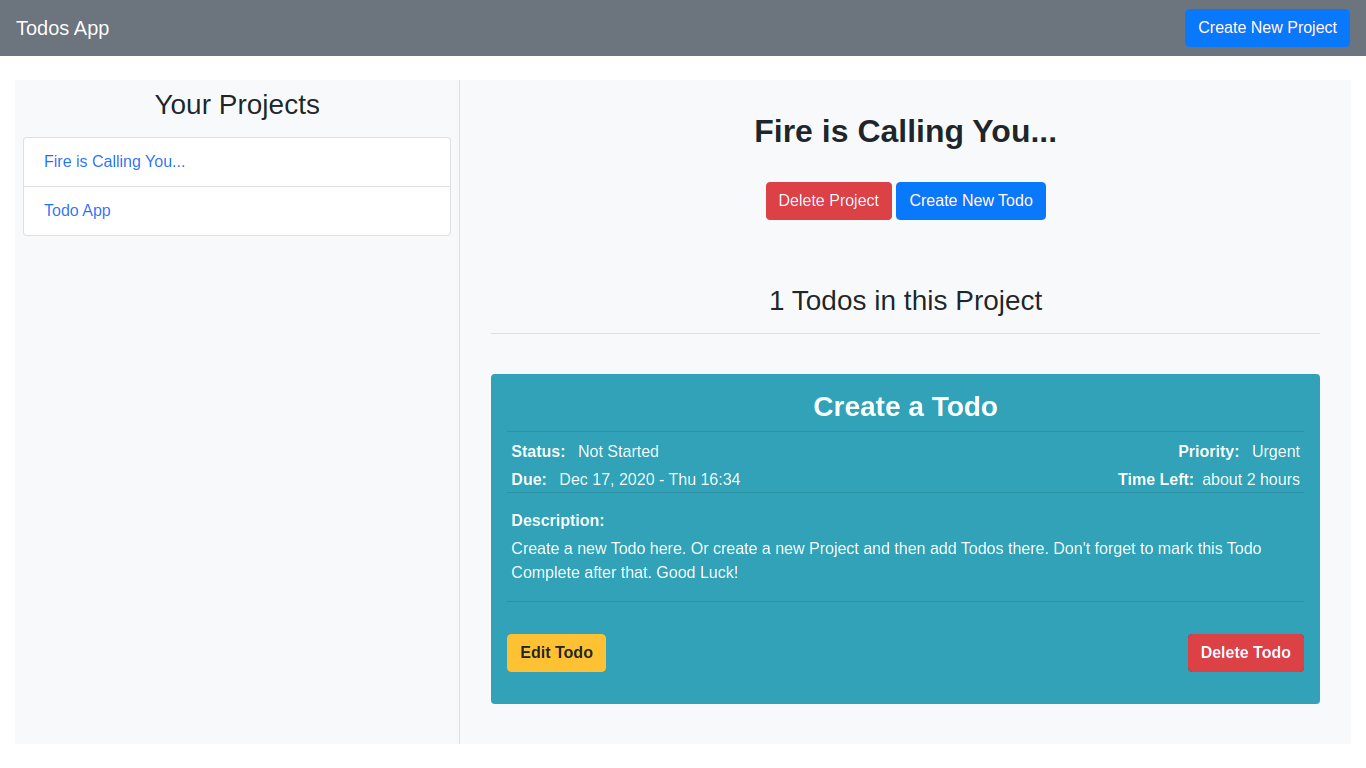 Todos App
Create New Project
Your Projects
Fire is Calling You...
Todo App
Fire is Calling You...
Delete Project
Create New Todo
1 Todos in this Project
Create a Todo
Status: Not Started
Priority: Urgent
Due: Dec 17, 2020 - Thu 16:34
Time Left: about 2 hours
Description:
Create a new Todo here. Or create a new Project and then add Todos there. Don't forget to mark this Todo
Complete after that. Good Luck!
Edit Todo
Delete Todo